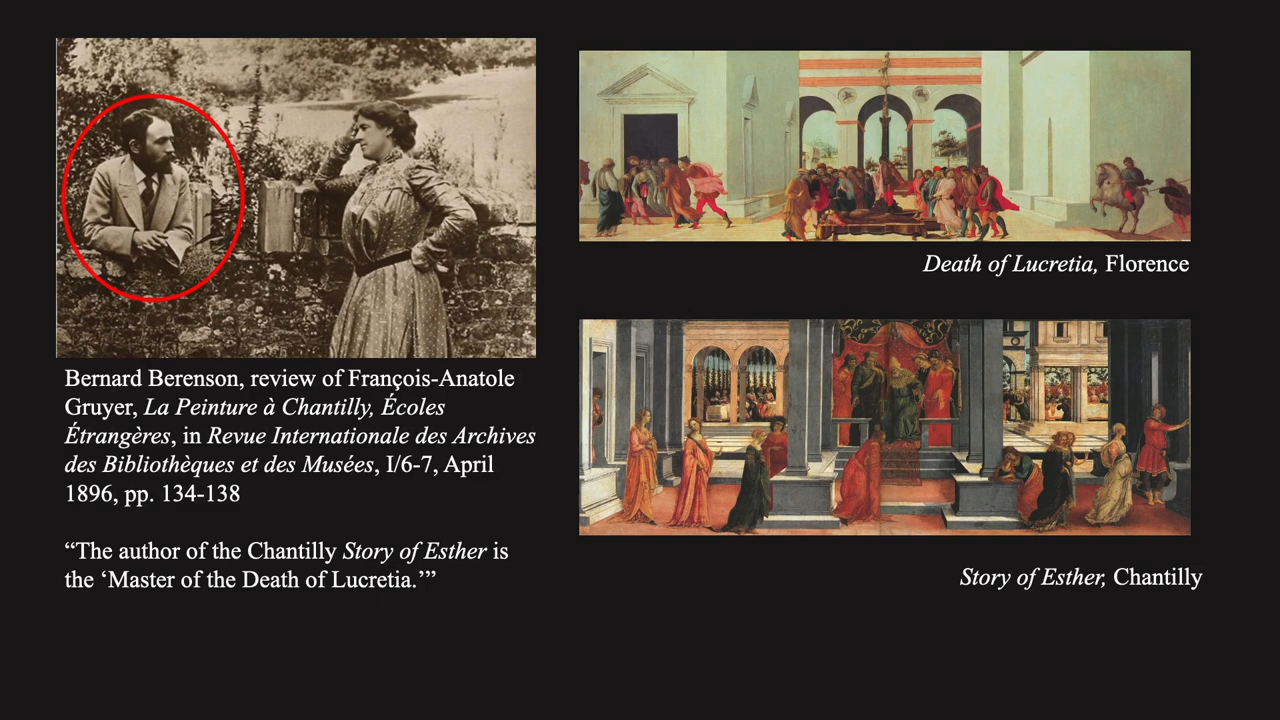 Bernard Berenson, review of François-Anatole
Gruyer, La Peinture à Chantilly, Écoles
Étrangères, in Revue Internationale des Archives
des Bibliothèques et des Musées, I/6-7, April
1896, pp. 134-138
“The author of the Chantilly Story of Esther is
the ‘Master of the Death of Lucretia.’”
Death of Lucretia, Florence
Story of Esther, Chantilly